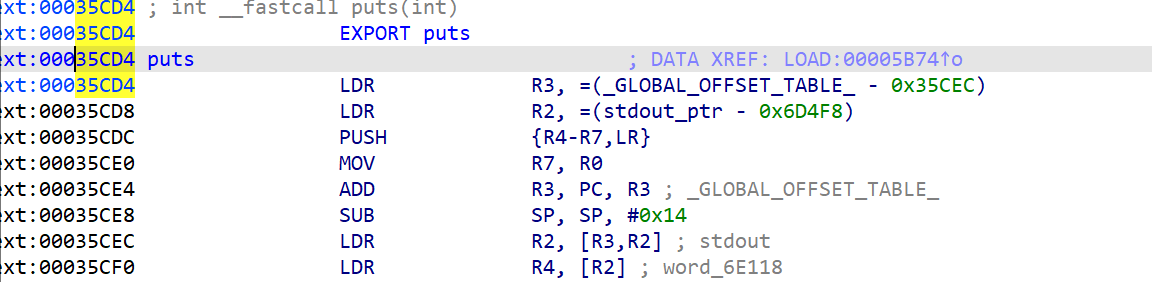 ext:00035CD4 ; int __fastcall puts(int)
ext:00035CD4 EXPORT puts
ext:00035CD4 puts ; DATA XREF: LOAD:00005B74↑o
ext:00035CD4 LDR R3, =(_GLOBAL_OFFSET_TABLE_ - 0x35CEC)
ext:00035CD8 LDR R2, =(stdout_ptr - 0x6D4F8)
ext:00035CDC PUSH {R4-R7,LR}
ext:00035CE0 MOV R7, R0
ext:00035CE4 ADD R3, PC, R3 ; _GLOBAL_OFFSET_TABLE_
ext:00035CE8 SUB SP, SP, #0x14
ext:00035CEC LDR R2, [R3,R2] ; stdout
ext:00035CF0 LDR R4, [R2] ; word_6E118